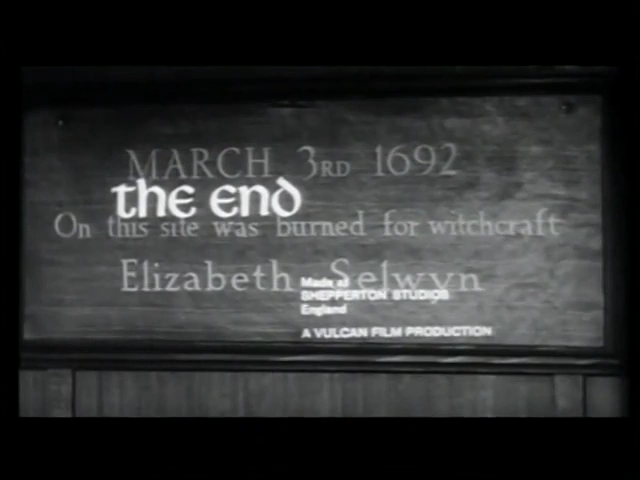 MARCH 3RD 1692
the end
On this site was burned for witchcraft
Elizabeth Selwyn
Made at
SHEPPERTON STUDIOS
England
A VULCAN FILM PRODUCTION